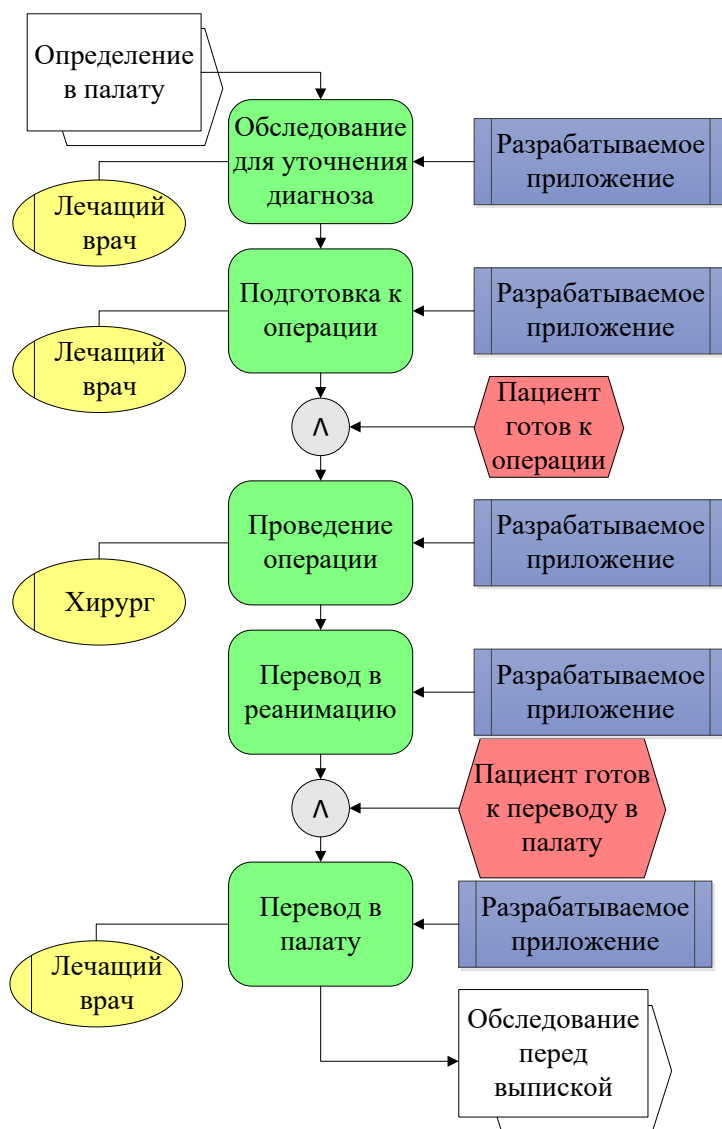 Определение
в палату
Обследование
для уточнения
диагноза
Разрабатываемое
приложение
Лечащий
врач
Подготовка к
операции
Разрабатываемое
приложение
Лечащий
врач
Λ
Пациент
готов к
операции
Проведение
операции
Разрабатываемое
приложение
Хирург
Перевод в
реанимацию
Разрабатываемое
приложение
Λ
Пациент готов
к переводу в
палату
Перевод в
палату
Разрабатываемое
приложение
Лечащий
врач
Обследование
перед
выпиской